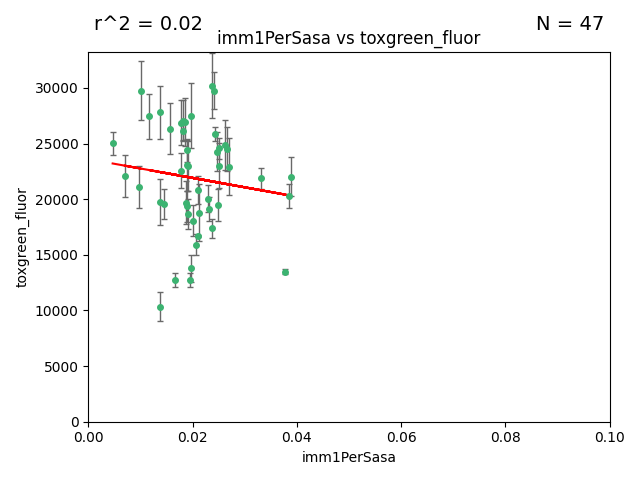 r^2 = 0.02
N = 47
imm1PerSasa vs toxgreen_fluor
30000
25000
20000
15000
10000
5000
0
toxgreen_fluor
0.00
0.02
0.04
0.06
0.08
0.10
imm1PerSasa